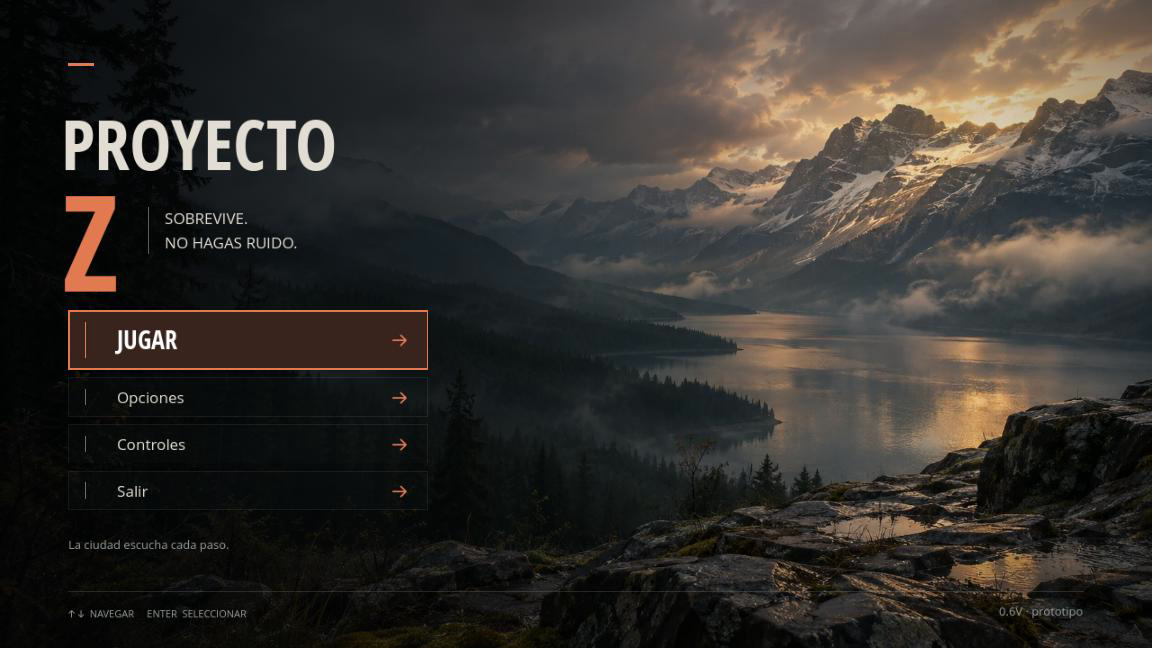 PROYECTO
Z
SOBREVIVE.
NO HAGAS RUIDO.
JUGAR →
Opciones →
Controles →
Salir →
La ciudad escucha cada paso.
↑↓ NAVEGAR ENTER SELECCIONAR
0.6V · prototipo